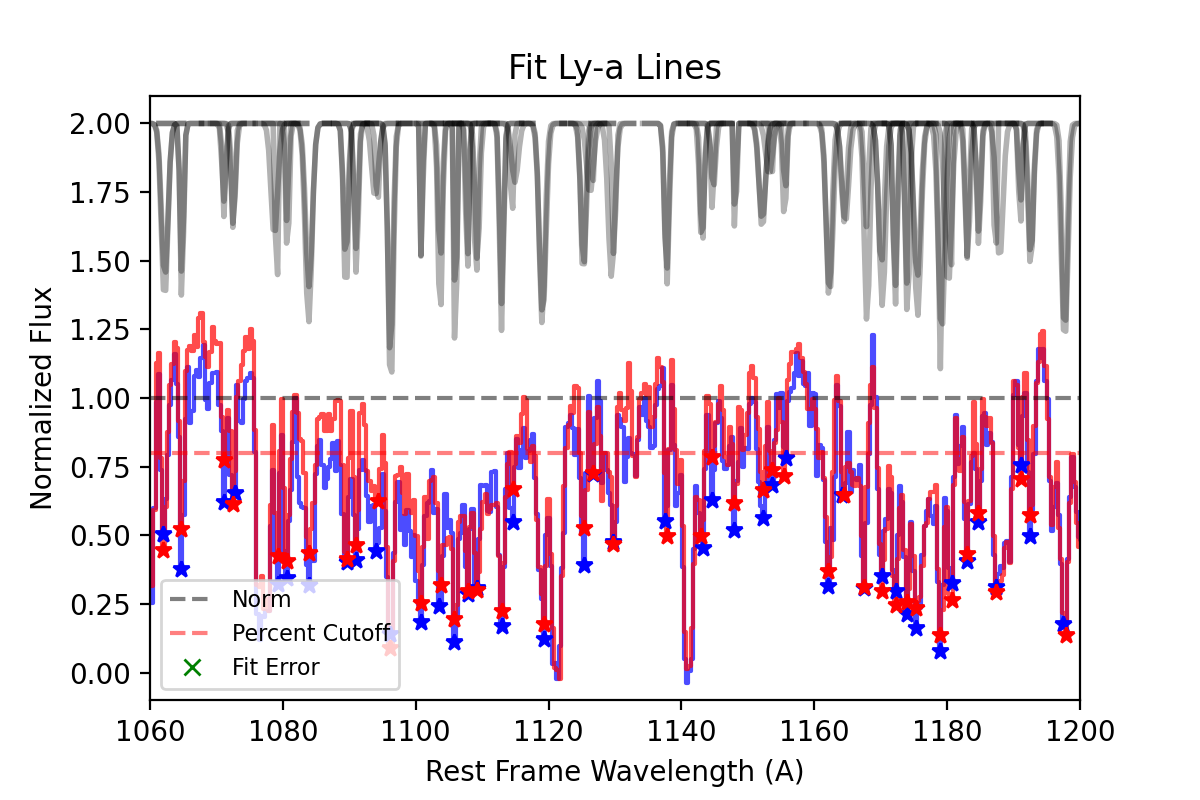 Fit Ly-a Lines
Normalized Flux
2.00
1.75
1.50
1.25
1.00
0.75
0.50
0.25
0.00
Norm
Percent Cutoff
Fit Error
1060 1080 1100 1120 1140 1160 1180 1200
Rest Frame Wavelength (A)